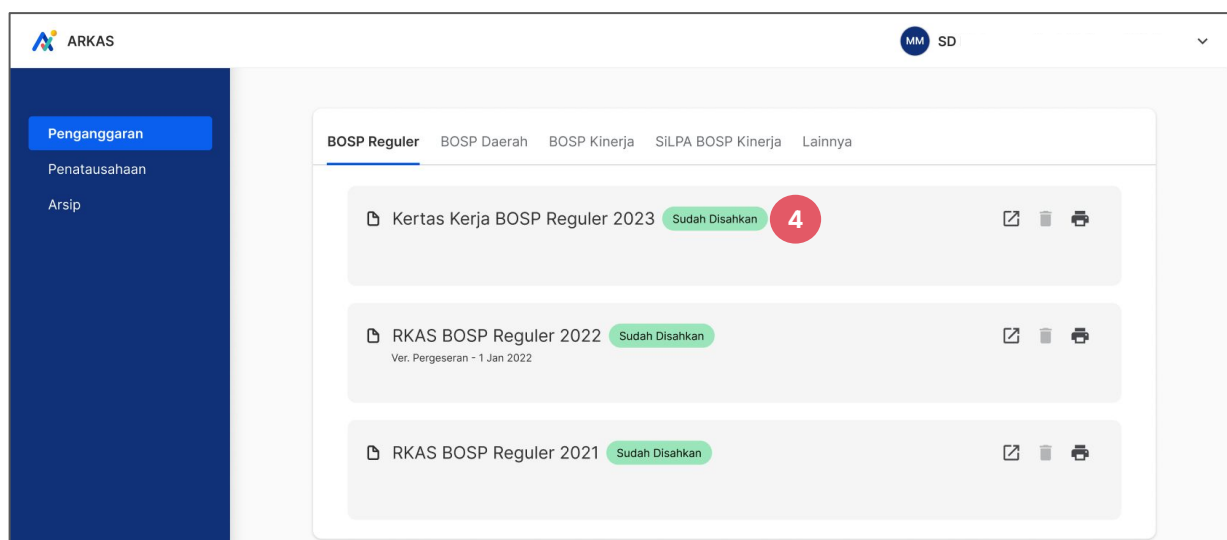 ARKAS
MM SD
Penganggaran
Penatausahaan
Arsip
BOSP Reguler BOSP Daerah BOSP Kinerja SiLPA BOSP Kinerja Lainnya
Kertas Kerja BOSP Reguler 2023 Sudah Disahkan 4
RKAS BOSP Reguler 2022 Sudah Disahkan
Ver. Pergeseran - 1 Jan 2022
RKAS BOSP Reguler 2021 Sudah Disahkan